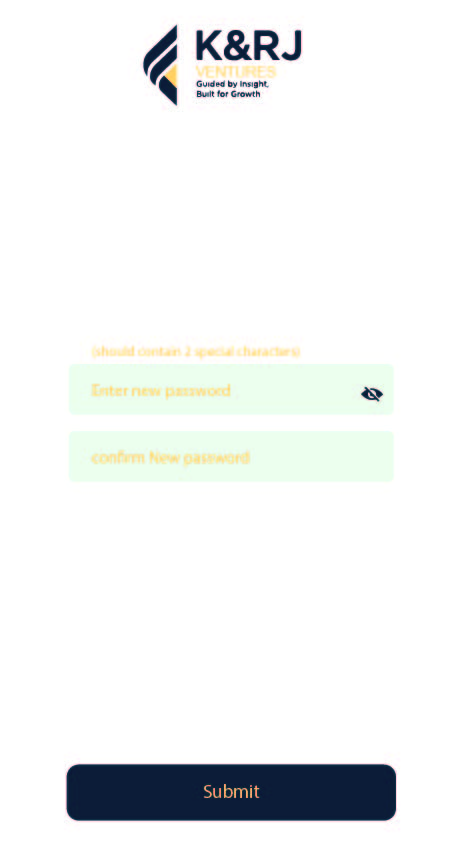 K&RJ
VENTURES
Guided by Insight,
Built for Growth
(should contain 2 special characters)
Enter new password
confirm New password
Submit